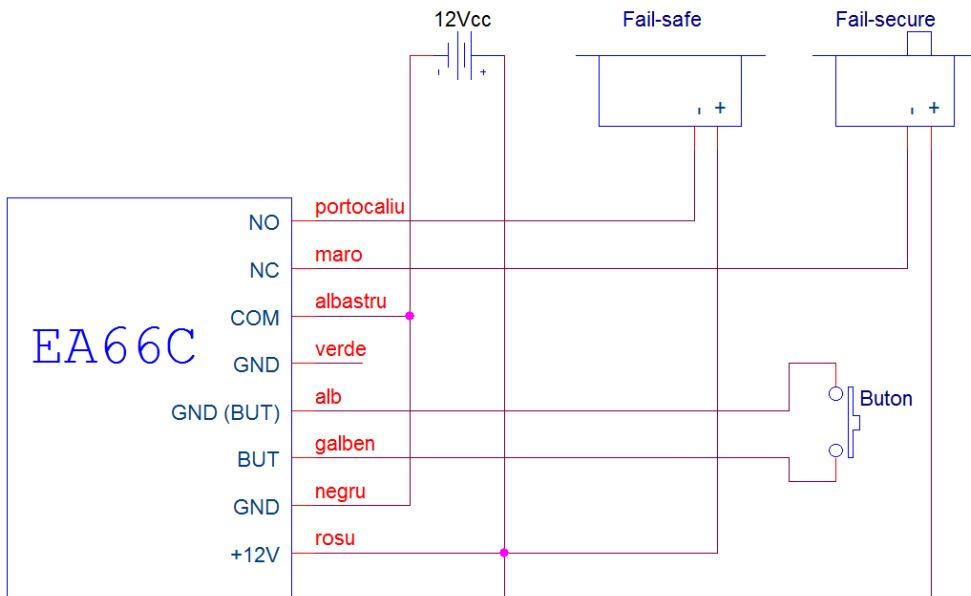 12Vcc
Fail-safe
Fail-secure
- +
- +
- +
portocaliu
NO
maro
NC
albastru
COM
EA66C
verde
GND
alb
GND (BUT)
Buton
galben
BUT
negru
GND
rosu
+12V